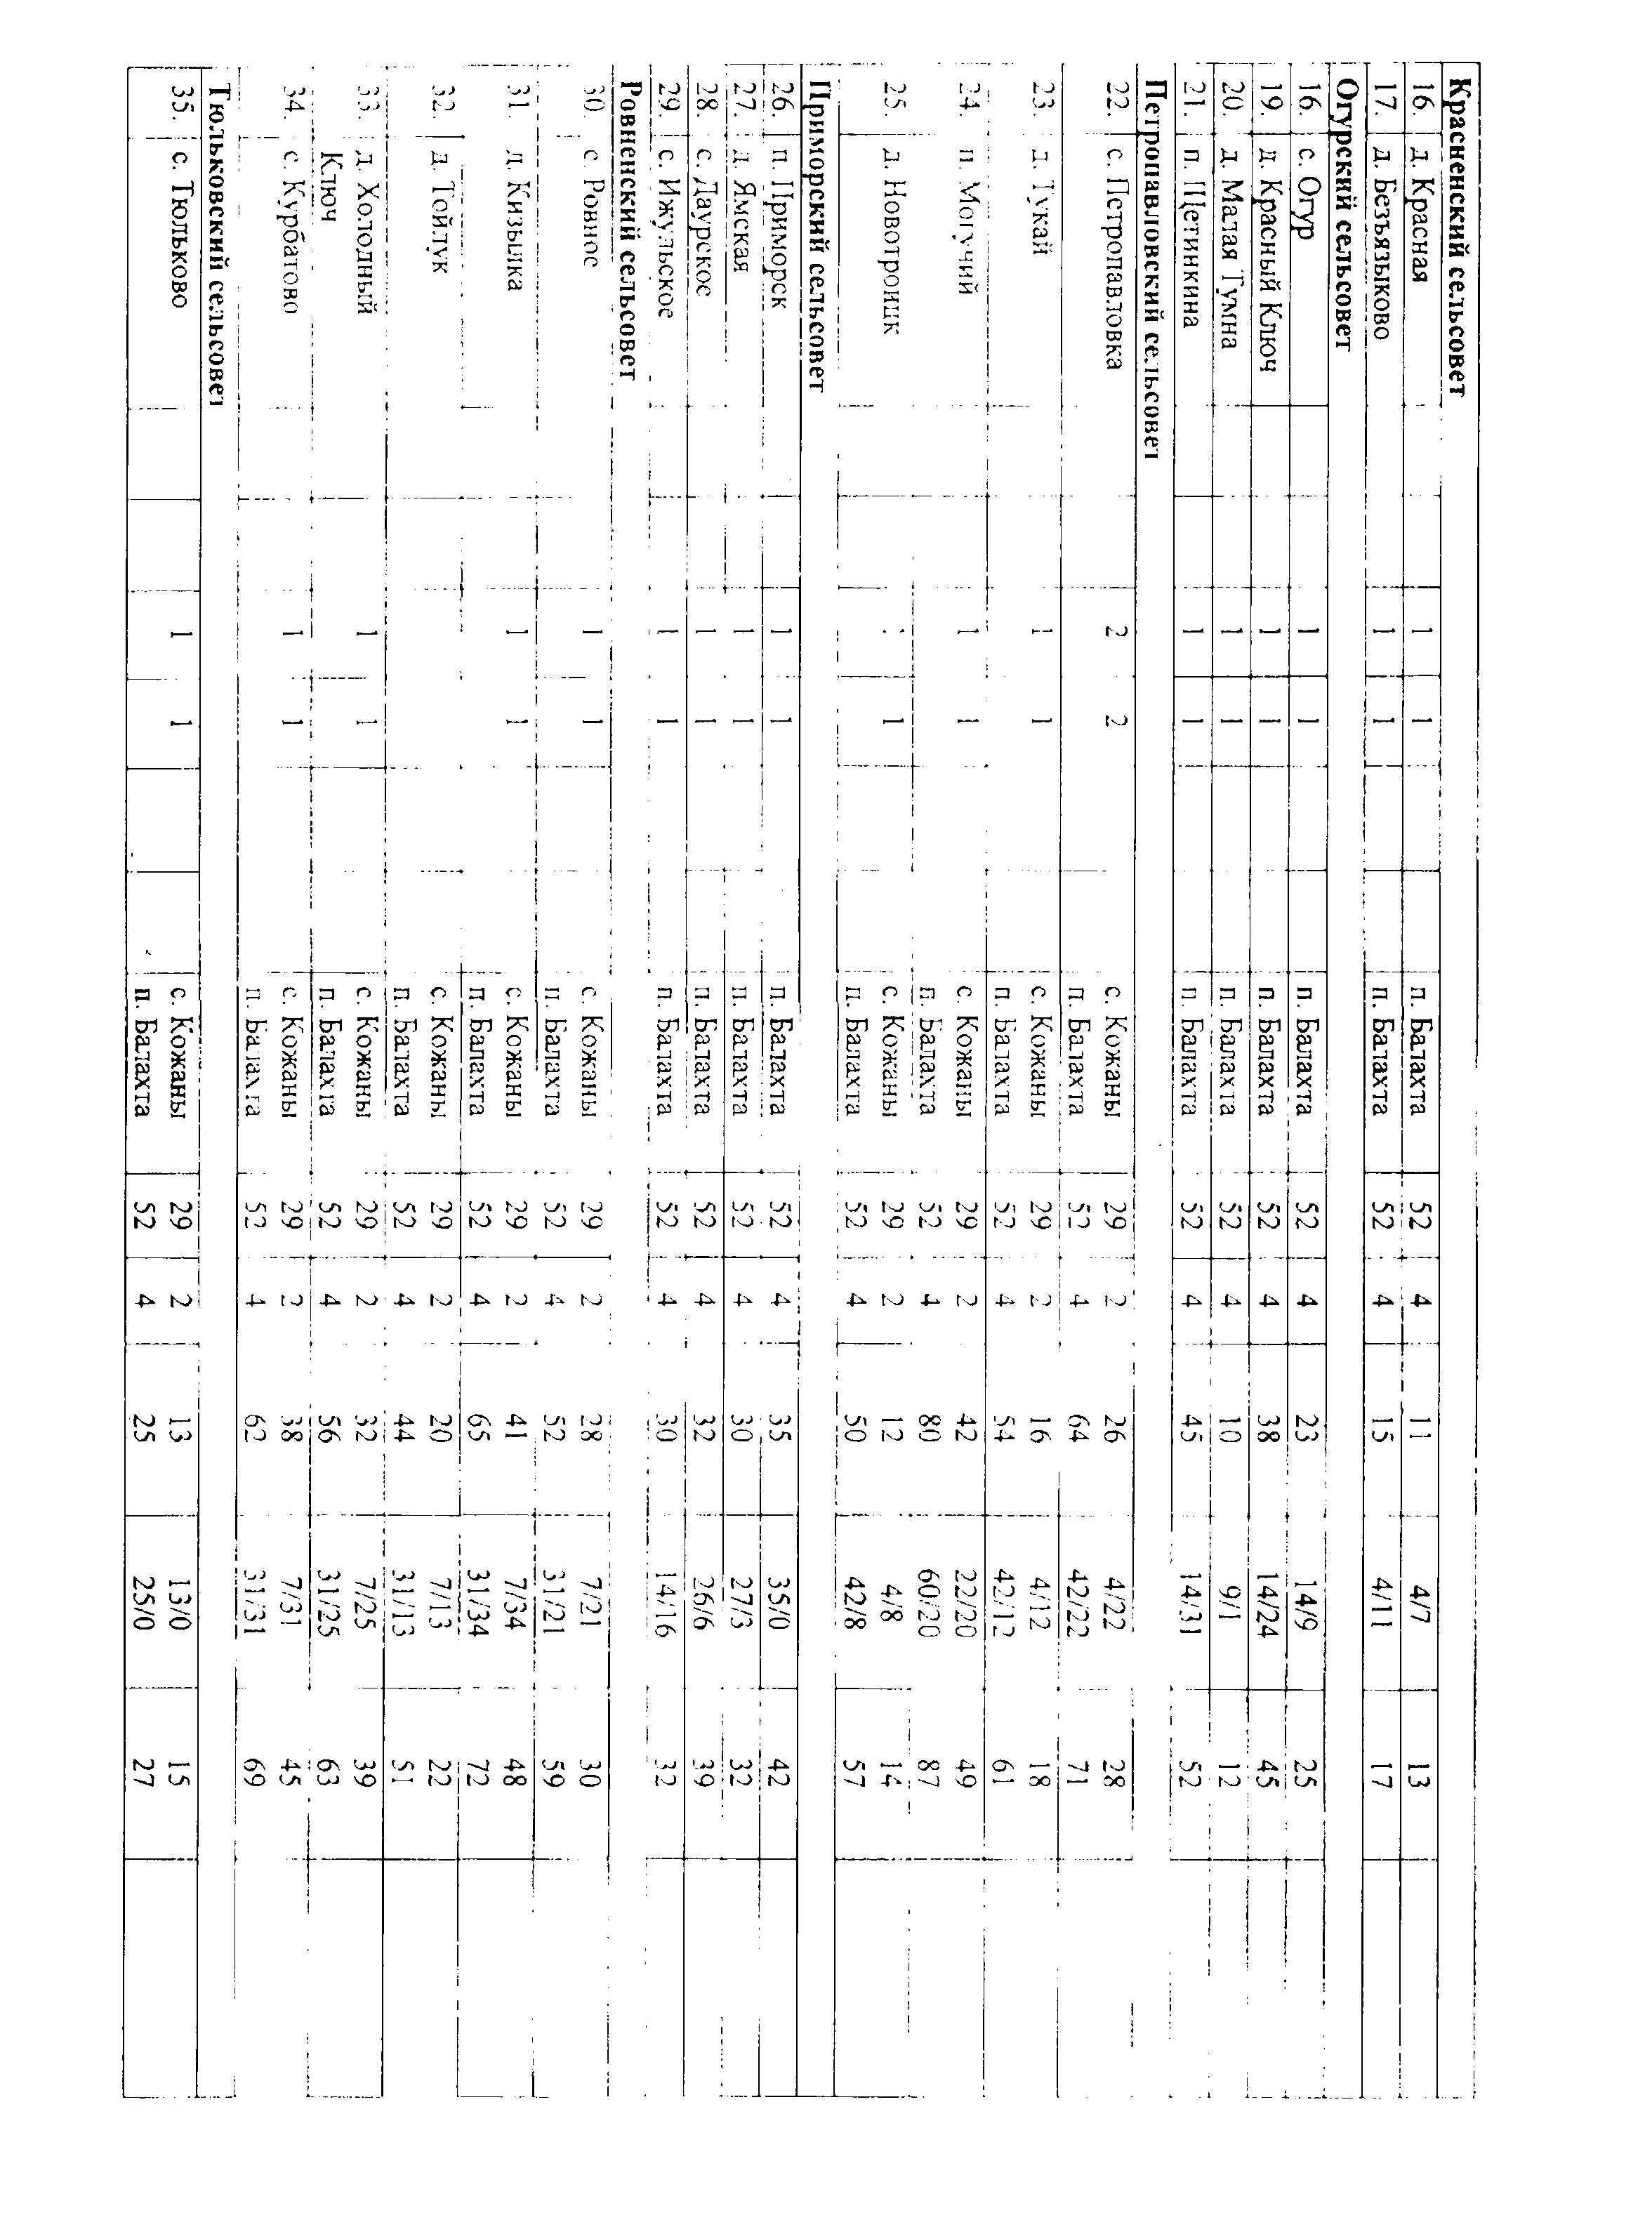 Красненский сельсовет
16. д. Красная 1 1 п. Балахта 52 4 11 4/7 13
17. д. Безъязыково 1 1 п. Балахта 52 4 15 4/11 17
Огурский сельсовет
16. с. Огур 1 1 п. Балахта 52 4 23 14/9 25
19. д. Красный Ключ 1 1 п. Балахта 52 4 38 14/24 45
20. д. Малая Тумна 1 1 п. Балахта 52 4 10 9/1 12
21. п. Щетинкина 1 1 п. Балахта 52 4 45 14/31 52
Петропавловский сельсовет
22. с. Петропавловка 2 2 с. Кожаны 29 2 26 4/22 28
п. Балахта 52 4 64 42/22 71
23. д. Тукай 1 1 с. Кожаны 29 2 16 4/12 18
п. Балахта 52 4 54 42/12 61
24. п. Могучий 1 1 с. Кожаны 29 2 42 22/20 49
п. Балахта 52 4 80 60/20 87
25. д. Новотроицк 1 с. Кожаны 29 2 12 4/8 14
п. Балахта 52 4 50 42/8 57
Приморский сельсовет
26. п. Приморск 1 1 п. Балахта 52 4 35 35/0 42
27. д. Ямская 1 1 п. Балахта 52 4 30 27/3 32
28. с. Даурское 1 1 п. Балахта 52 4 32 26/6 39
29. с. Ижульское 1 1 п. Балахта 52 4 30 14/16 32
Ровненский сельсовет
30 с Ровное 1 1 с. Кожаны 29 2 28 7/21 30
п. Балахта 52 4 52 31/21 59
31. д. Кизылка 1 1 с. Кожаны 29 2 41 7/34 48
п. Балахта 52 4 65 31/34 72
32. д. Тойлук с. Кожаны 29 2 20 7/13 22
п. Балахта 52 4 44 31/13 51
33. д. Холодный 1 1 с. Кожаны 29 2 32 7/25 39
Ключ п. Балахта 52 4 56 31/25 63
34. с. Курбатово 1 1 с. Кожаны 29 2 38 7/31 45
п. Балахта 52 4 62 31/31 69
Тюльковский сельсовет
35. с. Тюльково 1 1 с. Кожаны 29 2 13 13/0 15
п. Балахта 52 4 25 25/0 27